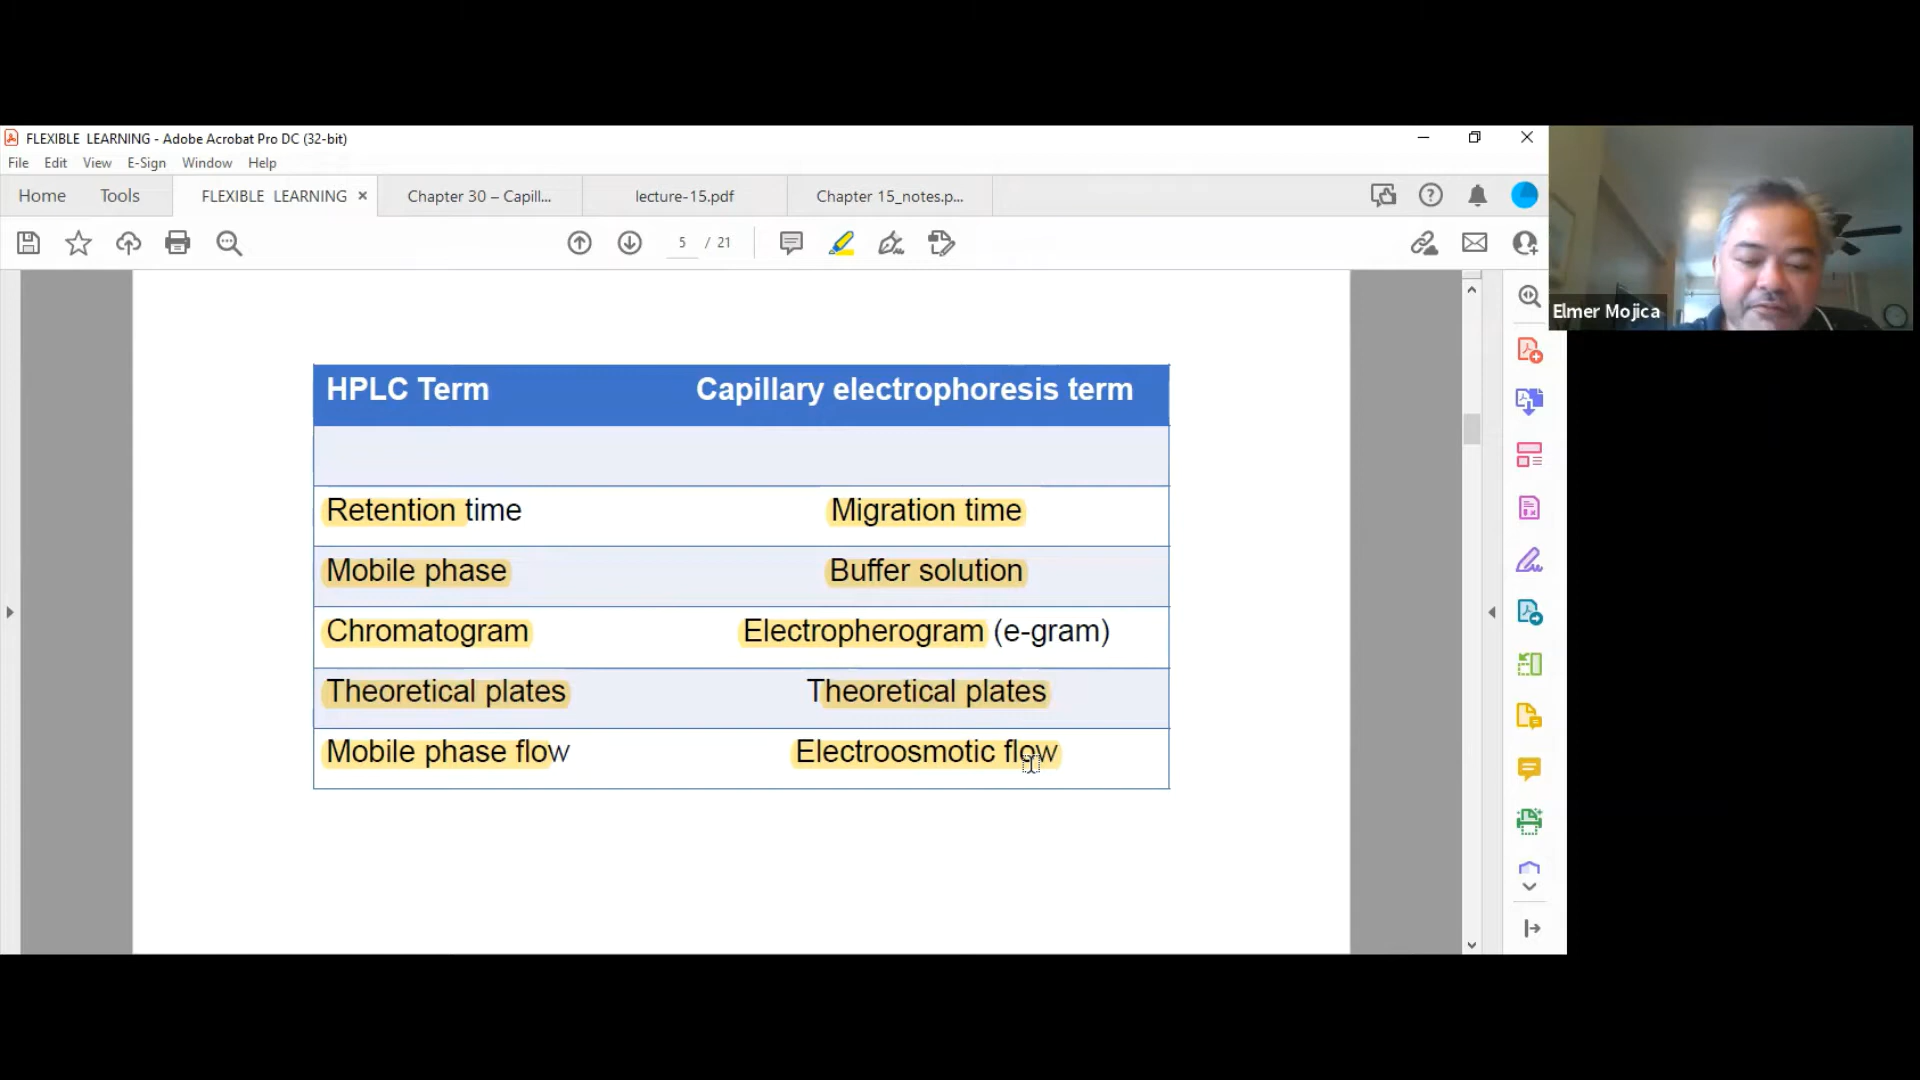 FLEXIBLE LEARNING - Adobe Acrobat Pro DC (32-bit)
File Edit View E-Sign Window Help
Home Tools FLEXIBLE LEARNING × Chapter 30 – Capill... lecture-15.pdf Chapter 15_notes.p...
5 / 21
Elmer Mojica
HPLC Term Capillary electrophoresis term
Retention time Migration time
Mobile phase Buffer solution
Chromatogram Electropherogram (e-gram)
Theoretical plates Theoretical plates
Mobile phase flow Electroosmotic flow